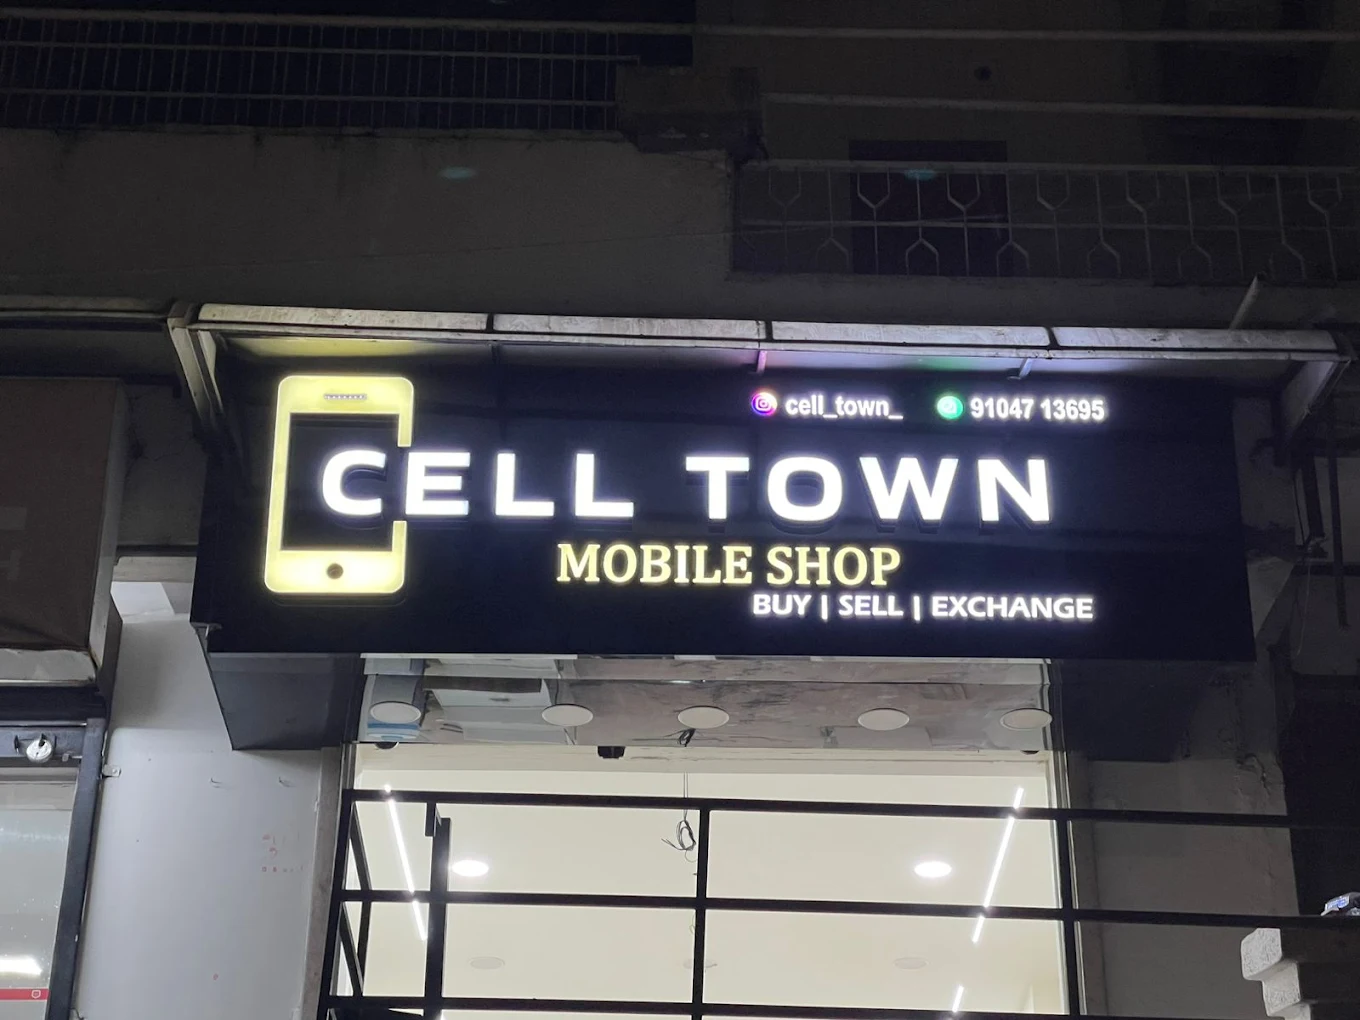 cell_town_ 91047 13695
CELL TOWN
MOBILE SHOP
BUY | SELL | EXCHANGE